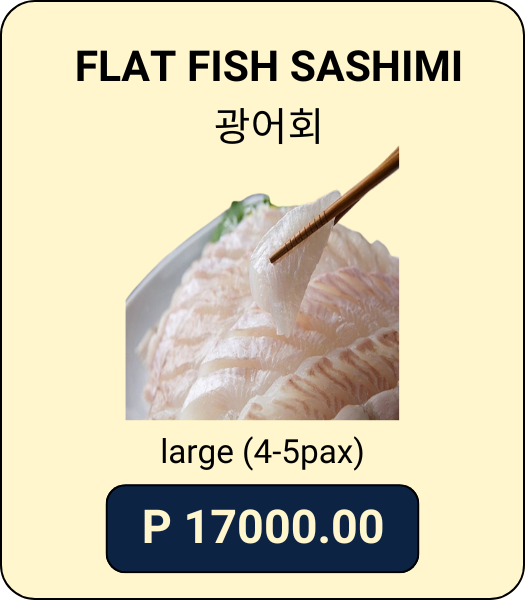 FLAT FISH SASHIMI
광어회
large (4-5pax)
P 17000.00